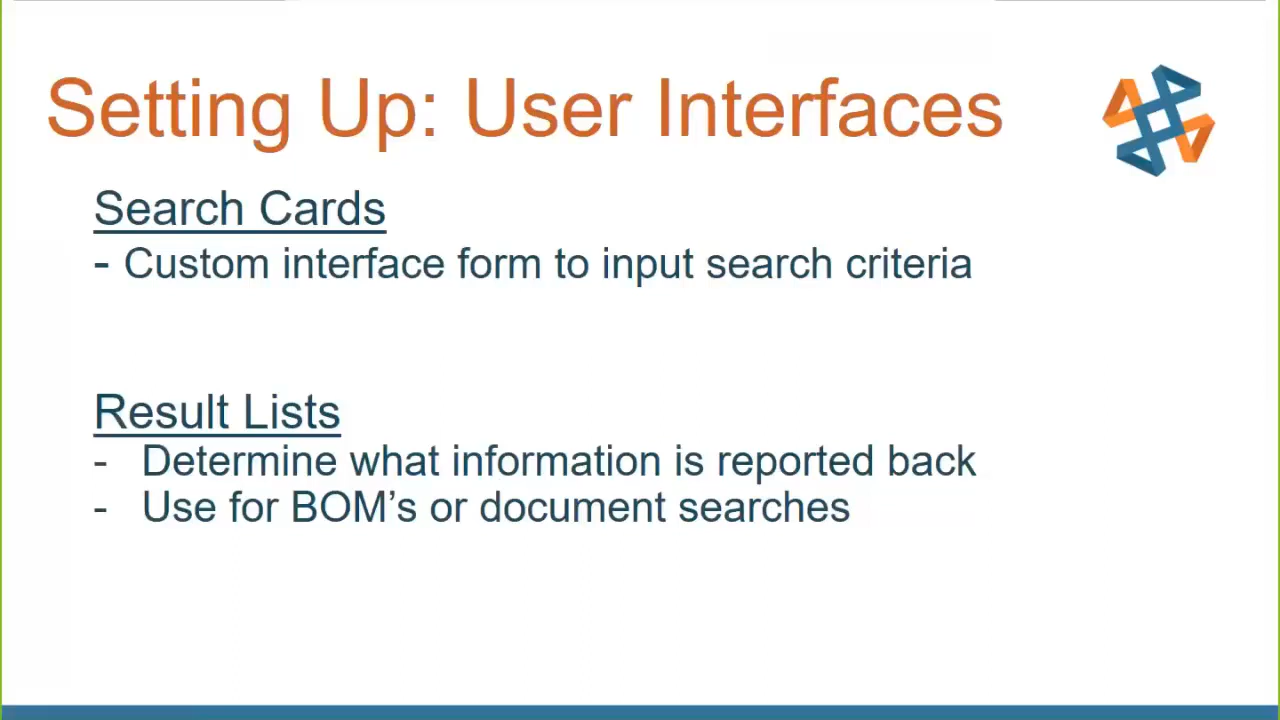 Setting Up: User Interfaces
Search Cards
- Custom interface form to input search criteria
Result Lists
- Determine what information is reported back
- Use for BOM’s or document searches